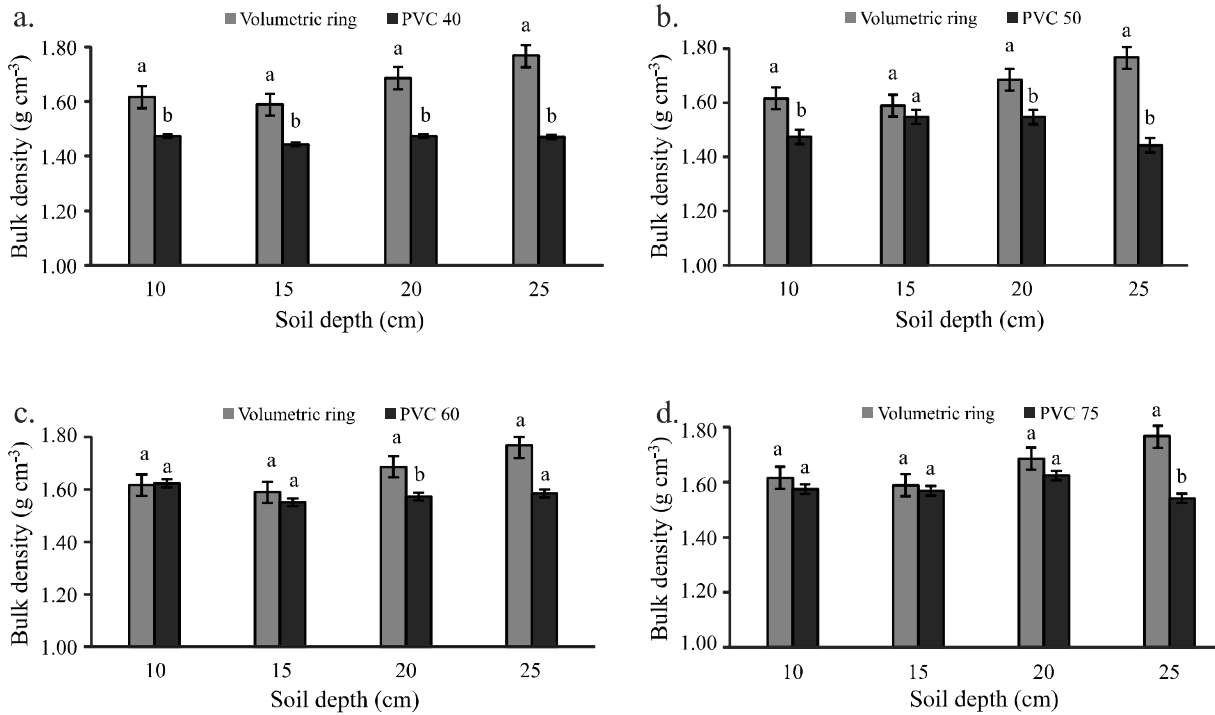 a.
Volumetric ring PVC 40
Bulk density (g cm⁻³)
1.80
1.60
1.40
1.20
1.00
a b a b a b a b
10 15 20 25
Soil depth (cm)
b.
Volumetric ring PVC 50
Bulk density (g cm⁻³)
1.80
1.60
1.40
1.20
1.00
a b a a a b a b
10 15 20 25
Soil depth (cm)
c.
Volumetric ring PVC 60
Bulk density (g cm⁻³)
1.80
1.60
1.40
1.20
1.00
a a a a a b a a
10 15 20 25
Soil depth (cm)
d.
Volumetric ring PVC 75
Bulk density (g cm⁻³)
1.80
1.60
1.40
1.20
1.00
a a a a a a a b
10 15 20 25
Soil depth (cm)